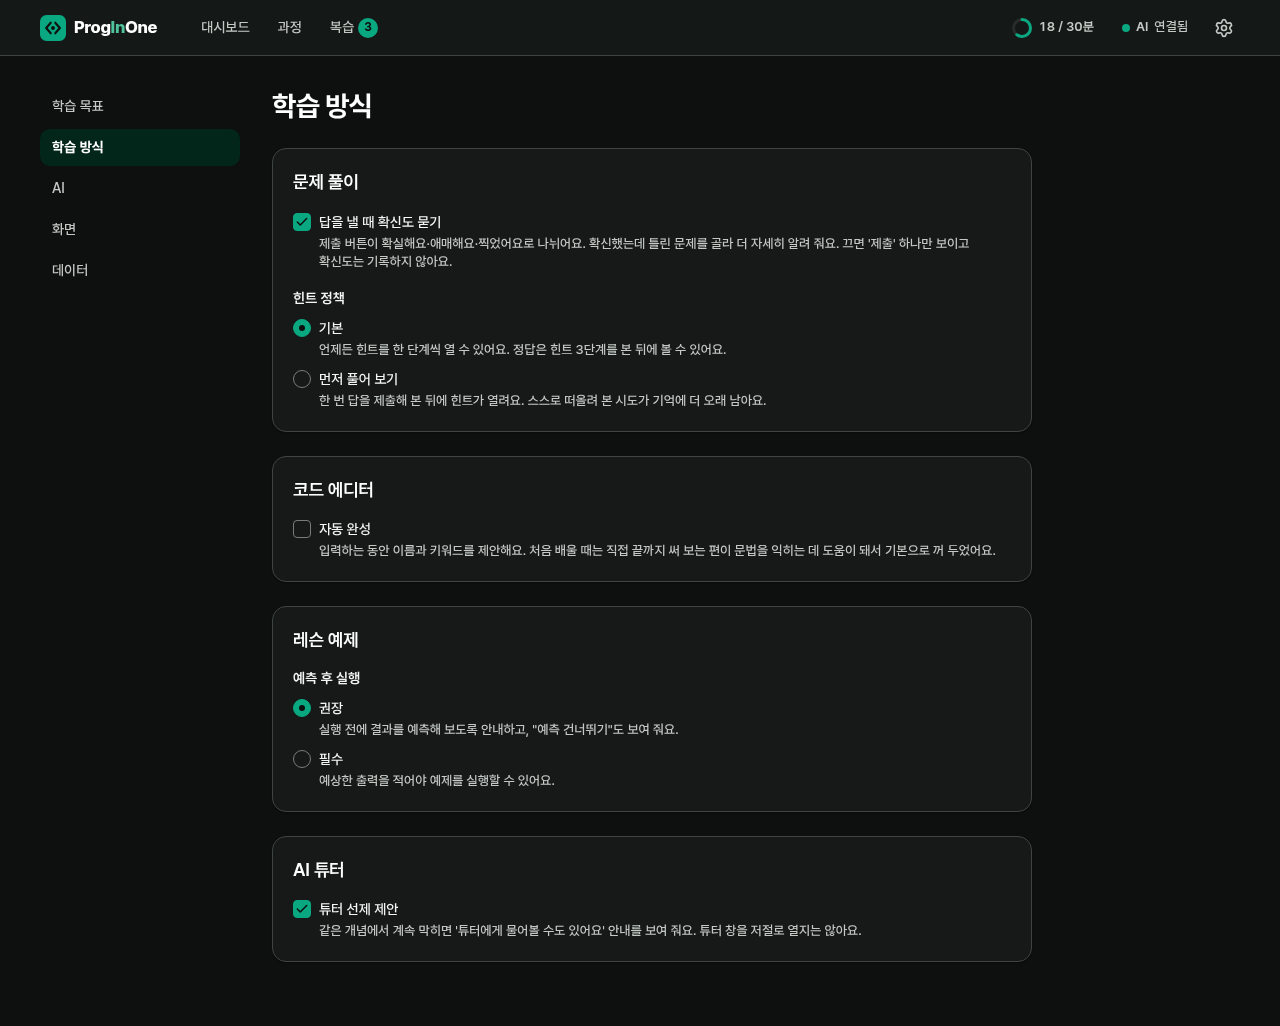 ProgInOne
대시보드
과정
복습 3
18 / 30분
AI 연결됨
학습 목표
학습 방식
AI
화면
데이터
학습 방식
문제 풀이
답을 낼 때 확신도 묻기
제출 버튼이 확실해요·애매해요·찍었어요로 나뉘어요. 확신했는데 틀린 문제를 골라 더 자세히 알려 줘요. 끄면 '제출' 하나만 보이고
확신도는 기록하지 않아요.
힌트 정책
기본
언제든 힌트를 한 단계씩 열 수 있어요. 정답은 힌트 3단계를 본 뒤에 볼 수 있어요.
먼저 풀어 보기
한 번 답을 제출해 본 뒤에 힌트가 열려요. 스스로 떠올려 본 시도가 기억에 더 오래 남아요.
코드 에디터
자동 완성
입력하는 동안 이름과 키워드를 제안해요. 처음 배울 때는 직접 끝까지 써 보는 편이 문법을 익히는 데 도움이 돼서 기본으로 꺼 두었어요.
레슨 예제
예측 후 실행
권장
실행 전에 결과를 예측해 보도록 안내하고, "예측 건너뛰기"도 보여 줘요.
필수
예상한 출력을 적어야 예제를 실행할 수 있어요.
AI 튜터
튜터 선제 제안
같은 개념에서 계속 막히면 '튜터에게 물어볼 수도 있어요' 안내를 보여 줘요. 튜터 창을 저절로 열지는 않아요.